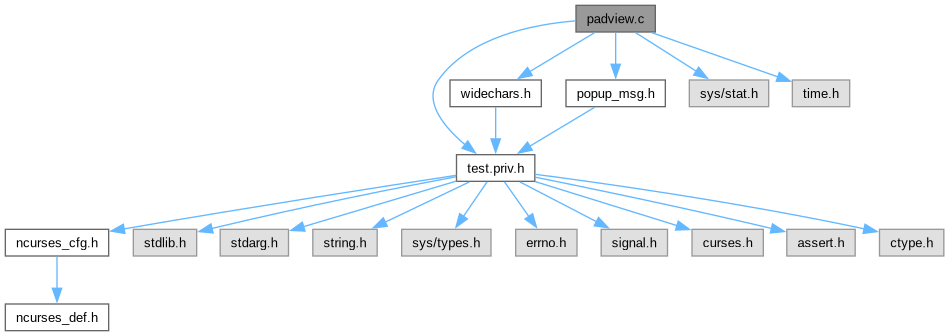 padview.c
widechars.h
popup_msg.h
sys/stat.h
time.h
test.priv.h
ncurses_cfg.h
stdlib.h
stdarg.h
string.h
sys/types.h
errno.h
signal.h
curses.h
assert.h
ctype.h
ncurses_def.h